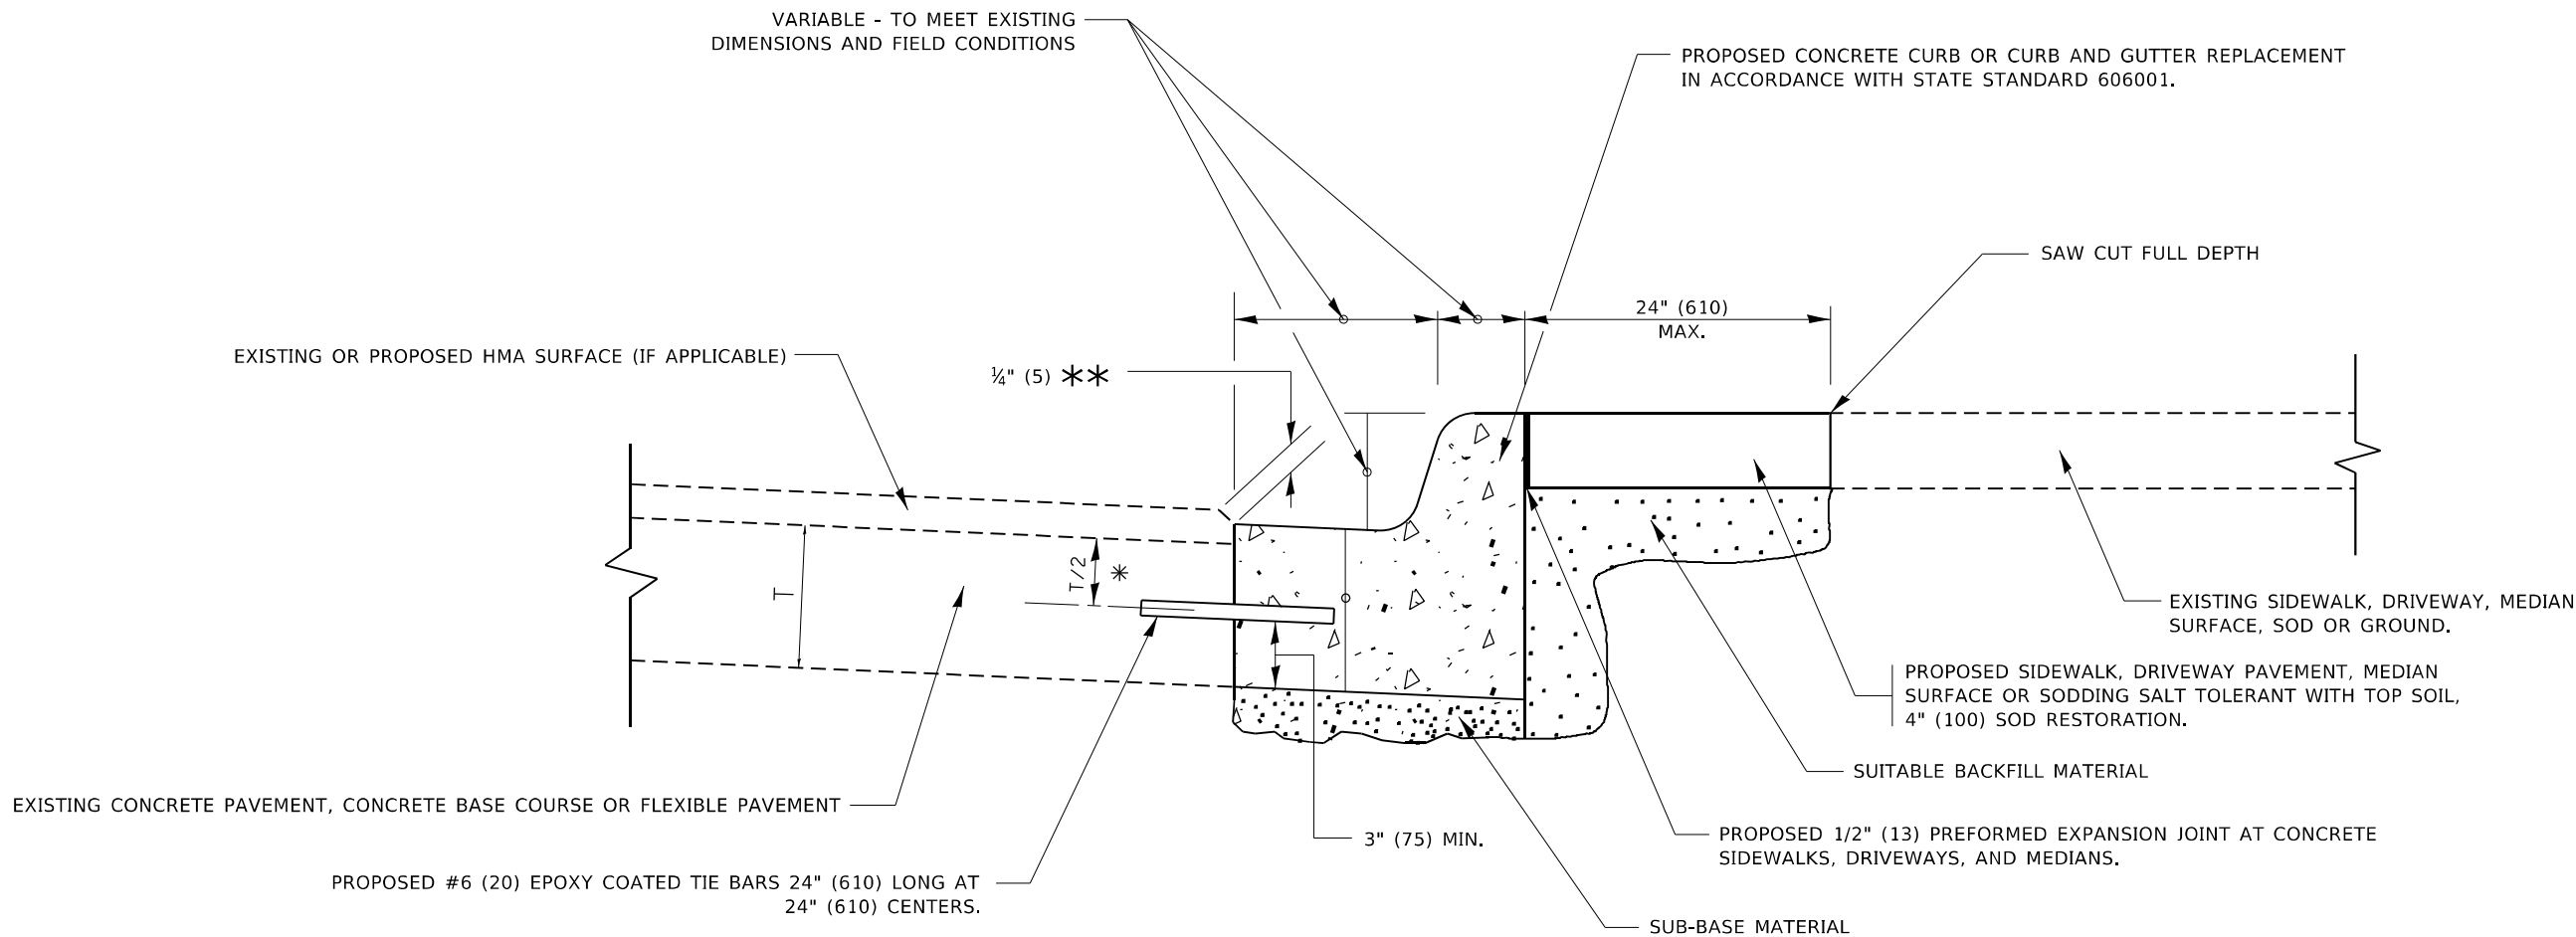 VARIABLE - TO MEET EXISTING
DIMENSIONS AND FIELD CONDITIONS
PROPOSED CONCRETE CURB OR CURB AND GUTTER REPLACEMENT
IN ACCORDANCE WITH STATE STANDARD 606001.
SAW CUT FULL DEPTH
24" (610)
MAX.
EXISTING OR PROPOSED HMA SURFACE (IF APPLICABLE)
¼" (5) **
T/2
*
T
EXISTING SIDEWALK, DRIVEWAY, MEDIAN
SURFACE, SOD OR GROUND.
PROPOSED SIDEWALK, DRIVEWAY PAVEMENT, MEDIAN
SURFACE OR SODDING SALT TOLERANT WITH TOP SOIL,
4" (100) SOD RESTORATION.
SUITABLE BACKFILL MATERIAL
EXISTING CONCRETE PAVEMENT, CONCRETE BASE COURSE OR FLEXIBLE PAVEMENT
3" (75) MIN.
PROPOSED 1/2" (13) PREFORMED EXPANSION JOINT AT CONCRETE
SIDEWALKS, DRIVEWAYS, AND MEDIANS.
PROPOSED #6 (20) EPOXY COATED TIE BARS 24" (610) LONG AT
24" (610) CENTERS.
SUB-BASE MATERIAL